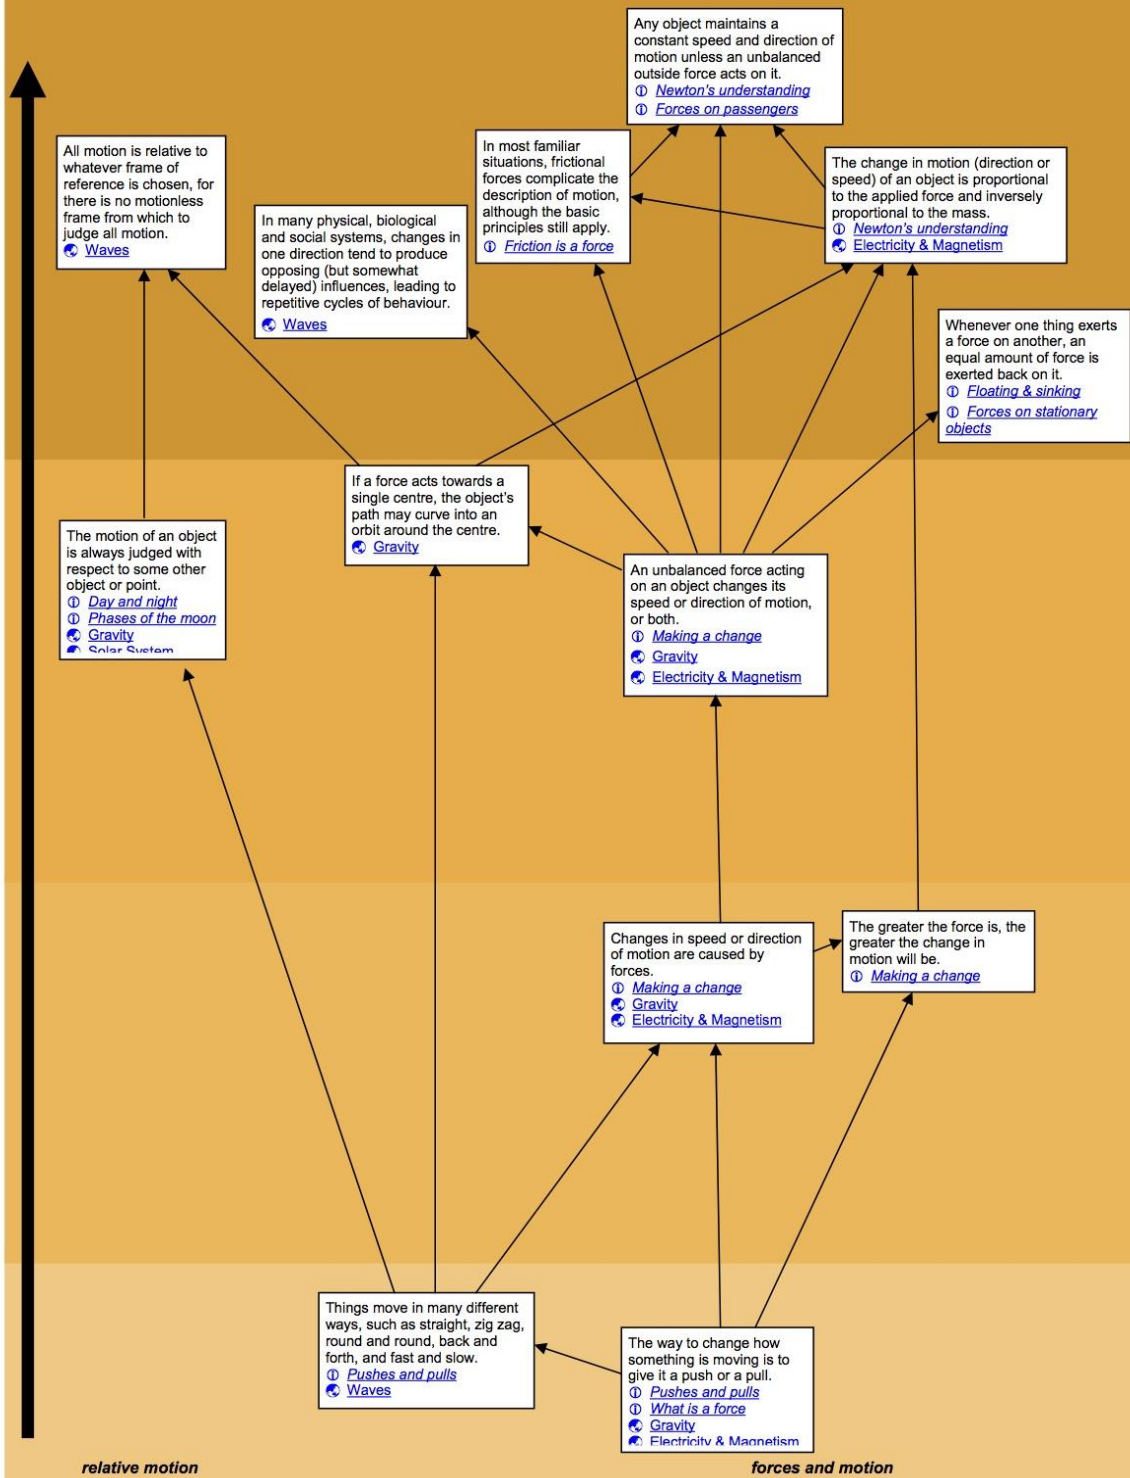 Any object maintains a
constant speed and direction of
motion unless an unbalanced
outside force acts on it.
Newton's understanding
Forces on passengers
All motion is relative to
whatever frame of
reference is chosen, for
there is no motionless
frame from which to
judge all motion.
Waves
In many physical, biological
and social systems, changes in
one direction tend to produce
opposing (but somewhat
delayed) influences, leading to
repetitive cycles of behaviour.
Waves
In most familiar
situations, frictional
forces complicate the
description of motion,
although the basic
principles still apply.
Friction is a force
The change in motion (direction or
speed) of an object is proportional
to the applied force and inversely
proportional to the mass.
Newton's understanding
Electricity & Magnetism
Whenever one thing exerts
a force on another, an
equal amount of force is
exerted back on it.
Floating & sinking
Forces on stationary
objects
If a force acts towards a
single centre, the object's
path may curve into an
orbit around the centre.
Gravity
The motion of an object
is always judged with
respect to some other
object or point.
Day and night
Phases of the moon
Gravity
Solar System
An unbalanced force acting
on an object changes its
speed or direction of motion,
or both.
Making a change
Gravity
Electricity & Magnetism
Changes in speed or direction
of motion are caused by
forces.
Making a change
Gravity
Electricity & Magnetism
The greater the force is, the
greater the change in
motion will be.
Making a change
Things move in many different
ways, such as straight, zig zag,
round and round, back and
forth, and fast and slow.
Pushes and pulls
Waves
The way to change how
something is moving is to
give it a push or a pull.
Pushes and pulls
What is a force
Gravity
Electricity & Magnetism
relative motion
forces and motion